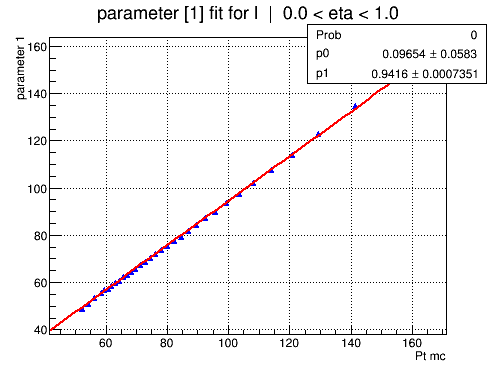 parameter [1] fit for l | 0.0 < eta < 1.0
Prob 0
p0 0.09654 ± 0.0583
p1 0.9416 ± 0.0007351
parameter 1
160
140
120
100
80
60
40
60 80 100 120 140 160
Pt mc